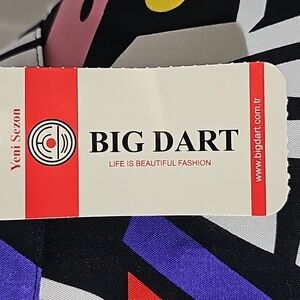 Yeni Sezon
BIG DART
LIFE IS BEAUTIFUL FASHION
www.bigdart.com.tr